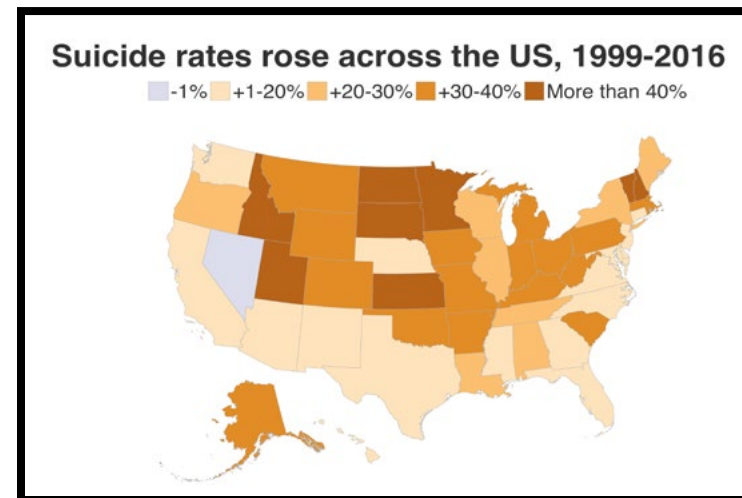 Suicide rates rose across the US, 1999-2016
-1% +1-20% +20-30% +30-40% More than 40%